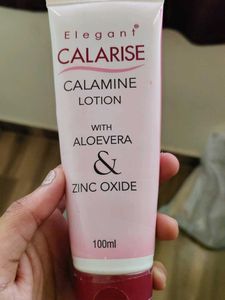 Elegant®
CALARISE
CALAMINE
LOTION
WITH
ALOEVERA
&
ZINC OXIDE
100ml